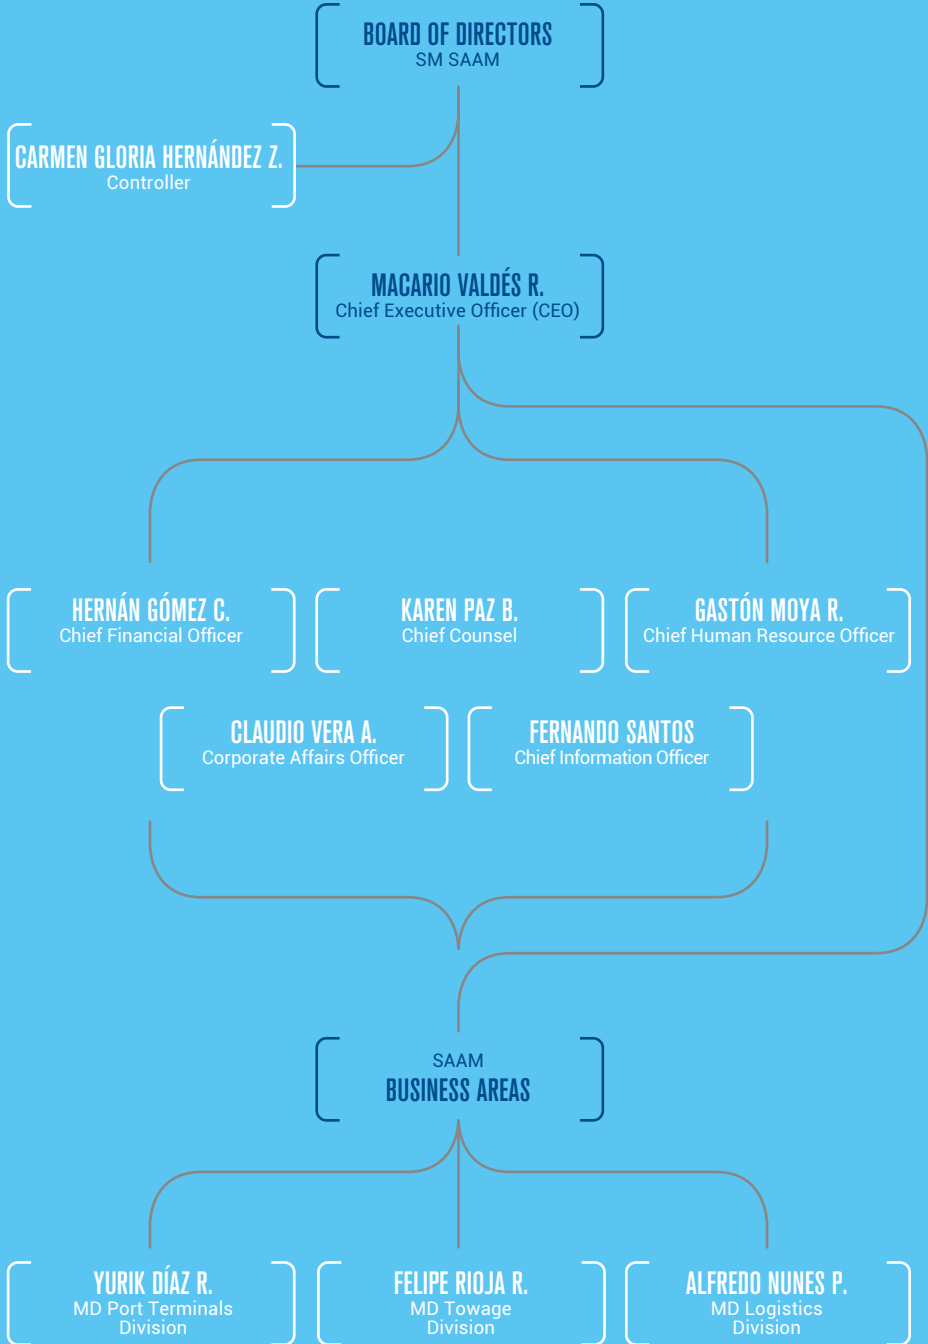 BOARD OF DIRECTORS
SM SAAM
CARMEN GLORIA HERNÁNDEZ Z.
Controller
MACARIO VALDÉS R.
Chief Executive Officer (CEO)
HERNÁN GÓMEZ C.
Chief Financial Officer
KAREN PAZ B.
Chief Counsel
GASTÓN MOYA R.
Chief Human Resource Officer
CLAUDIO VERA A.
Corporate Affairs Officer
FERNANDO SANTOS
Chief Information Officer
SAAM
BUSINESS AREAS
YURIK DÍAZ R.
MD Port Terminals
Division
FELIPE RIOJA R.
MD Towage
Division
ALFREDO NUNES P.
MD Logistics
Division